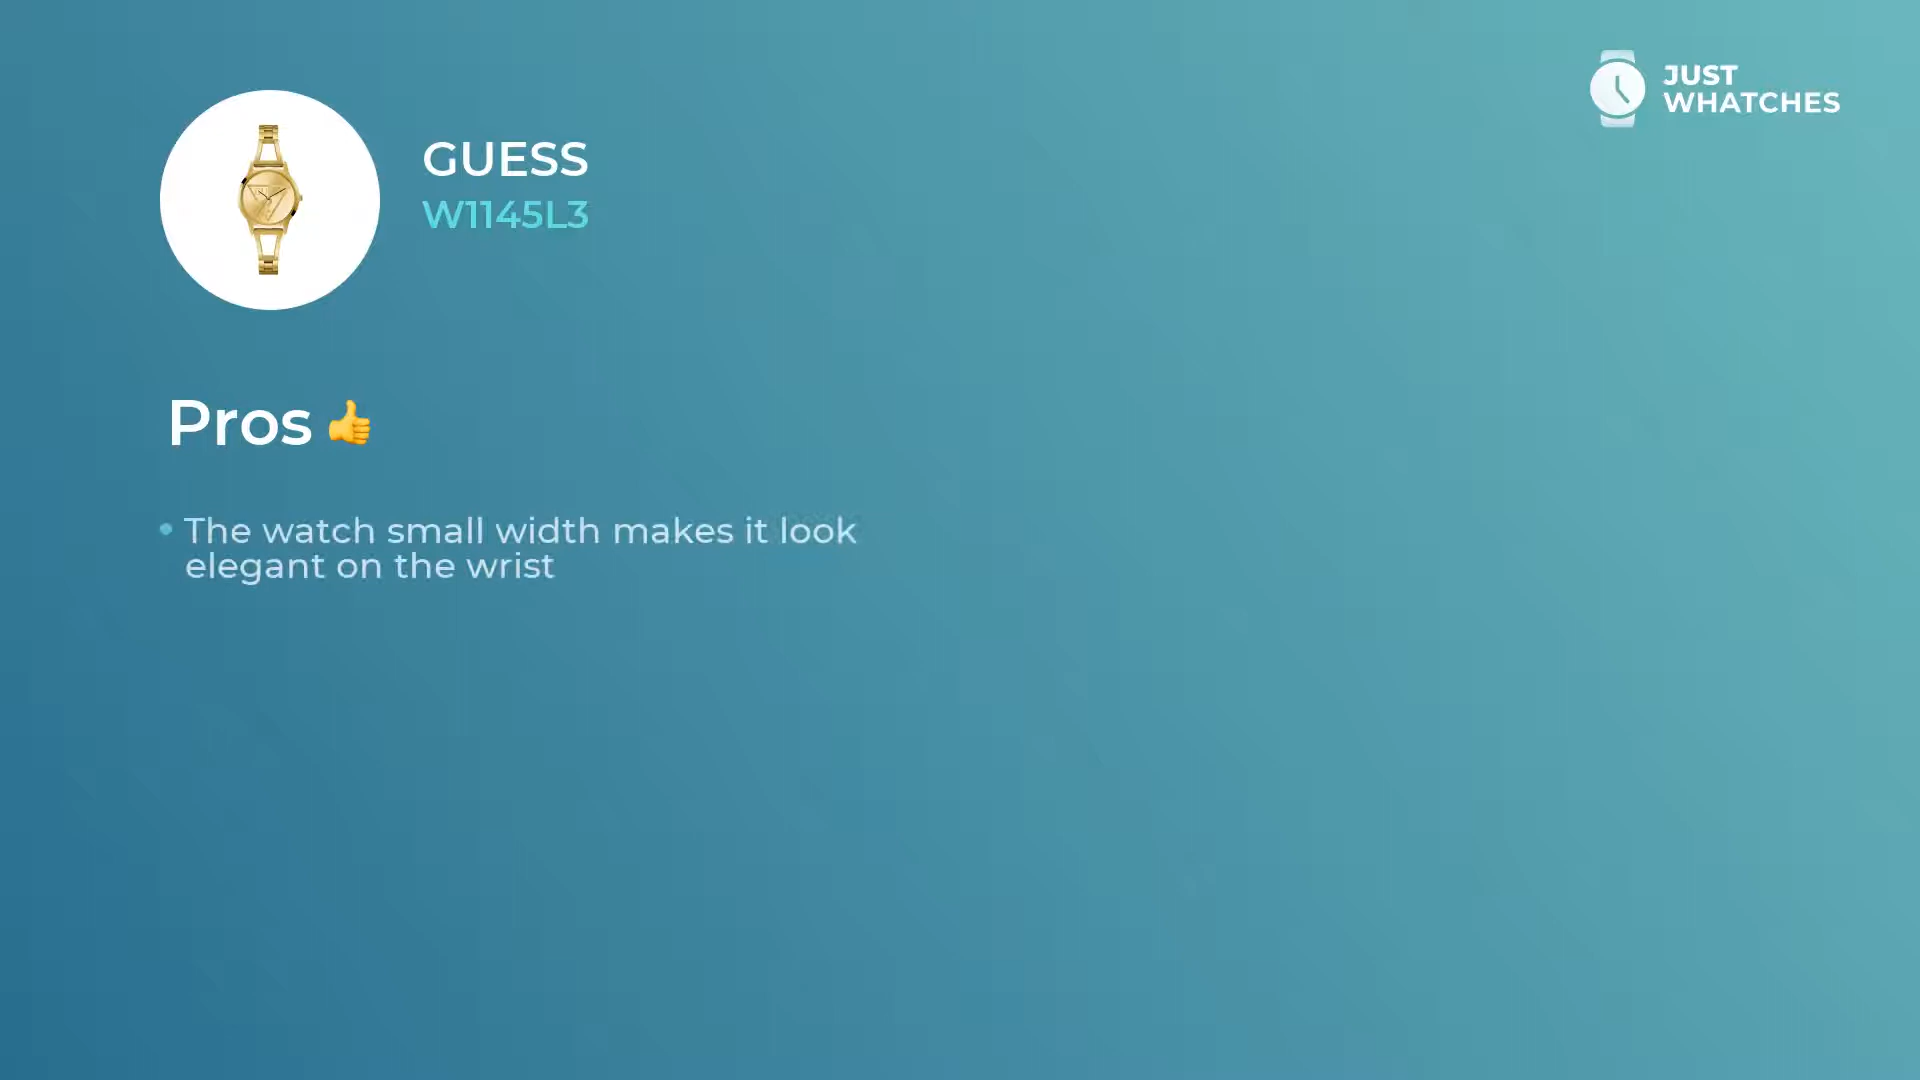 JUST
WHATCHES
GUESS
W1145L3
Pros 👍
• The watch small width makes it look
elegant on the wrist